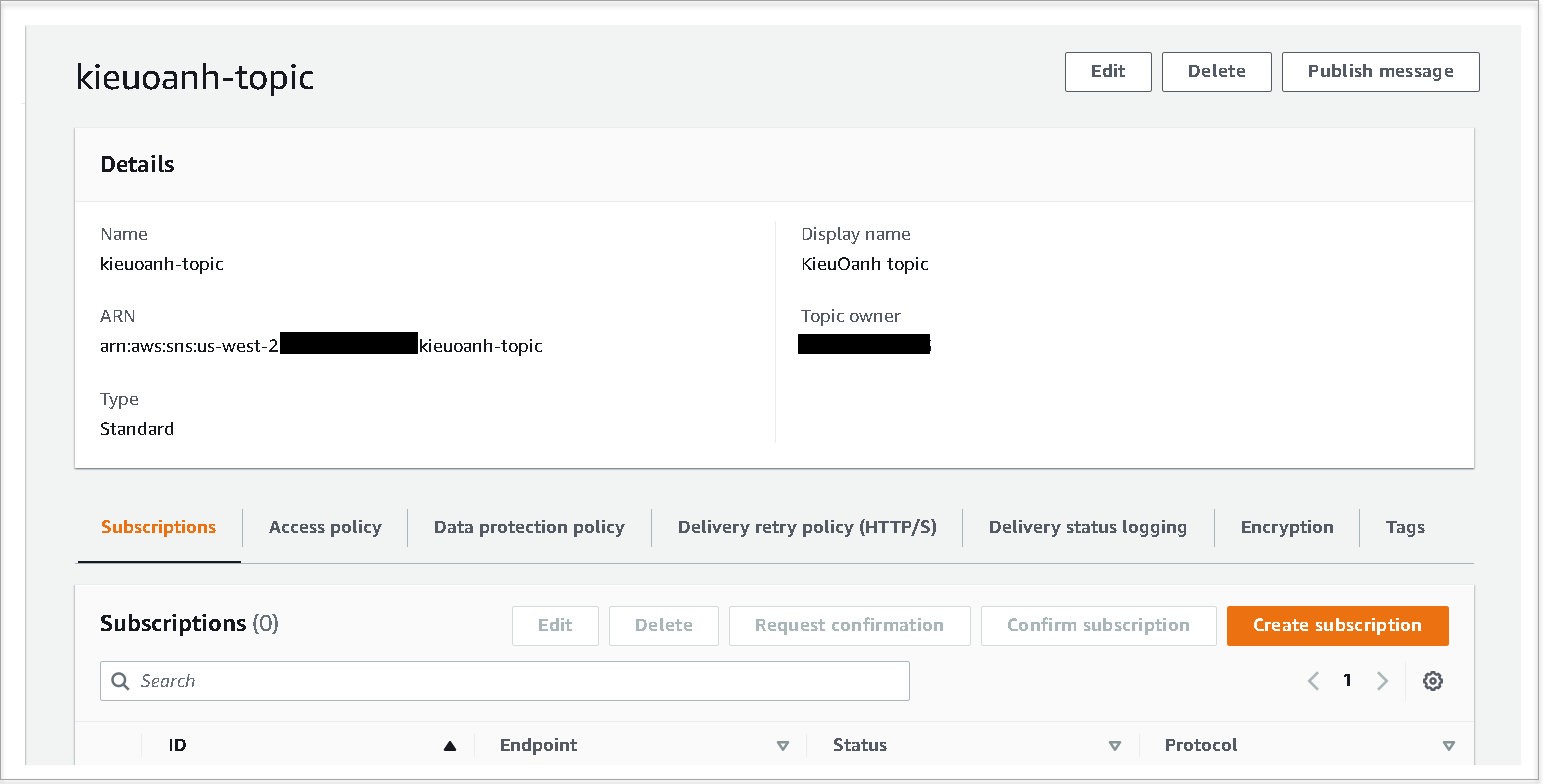 kieuoanh-topic
Edit
Delete
Publish message
Details
Name
kieuoanh-topic
Display name
KieuOanh topic
ARN
arn:aws:sns:us-west-2
kieuoanh-topic
Topic owner
Type
Standard
Subscriptions
Access policy
Data protection policy
Delivery retry policy (HTTP/S)
Delivery status logging
Encryption
Tags
Subscriptions (0)
Edit
Delete
Request confirmation
Confirm subscription
Create subscription
Search
1
ID
Endpoint
Status
Protocol